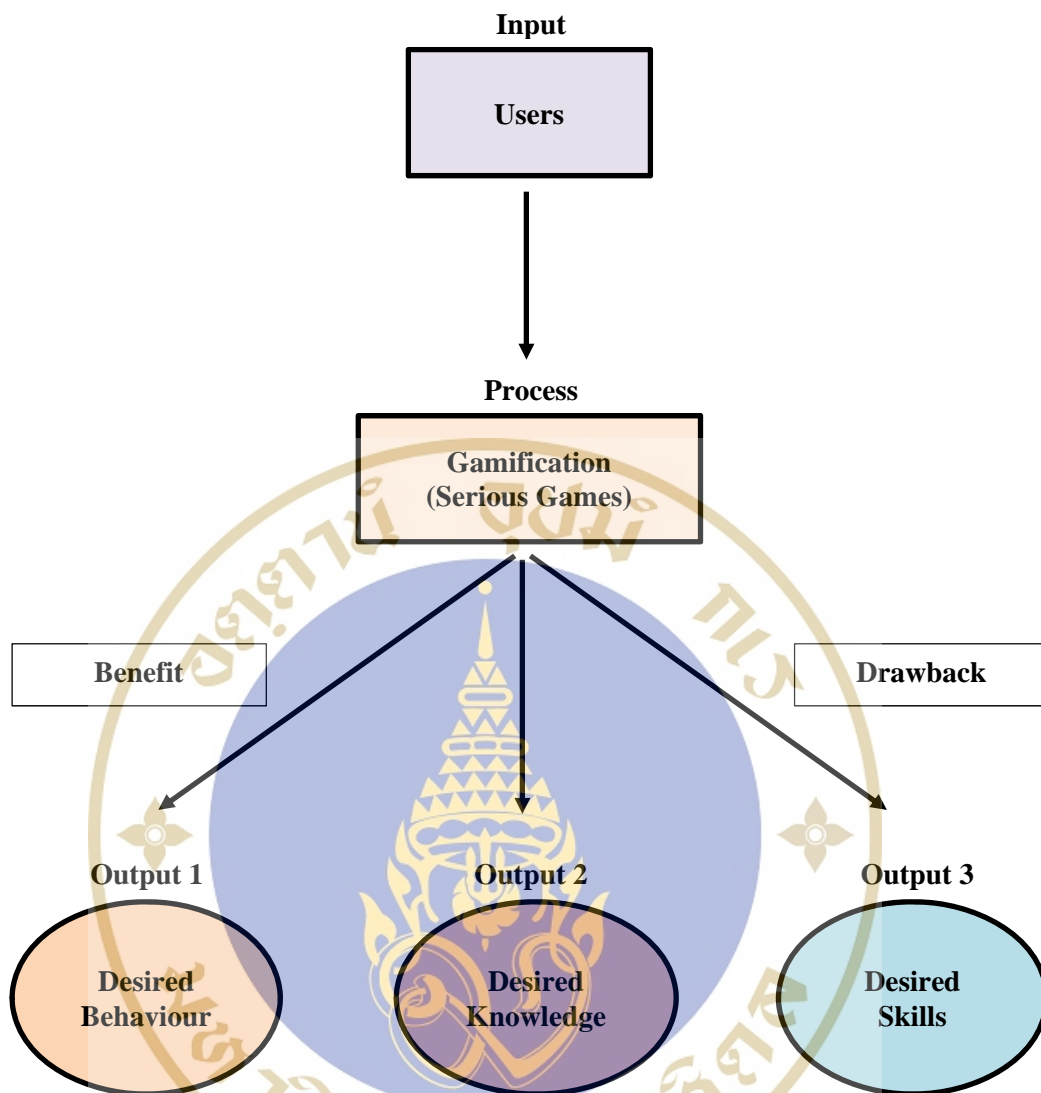 Input
Users
Process
Gamification
(Serious Games)
Benefit
Drawback
Output 1
Output 2
Output 3
Desired
Behaviour
Desired
Knowledge
Desired
Skills